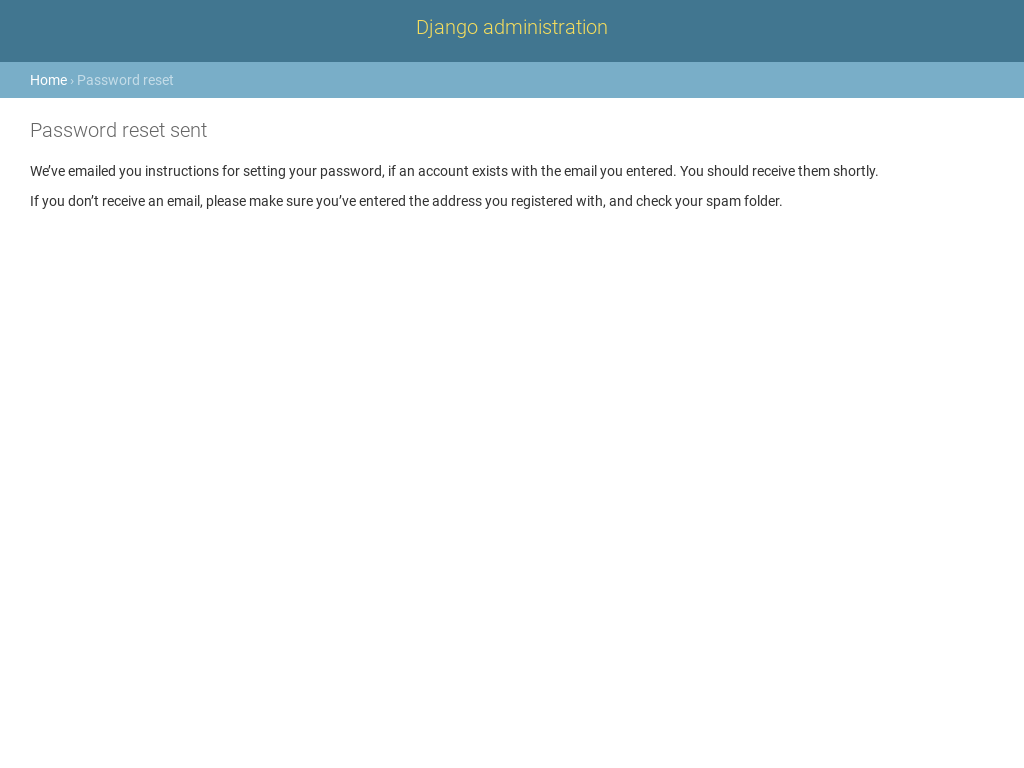 Django administration
Home › Password reset
Password reset sent
We’ve emailed you instructions for setting your password, if an account exists with the email you entered. You should receive them shortly.
If you don’t receive an email, please make sure you’ve entered the address you registered with, and check your spam folder.